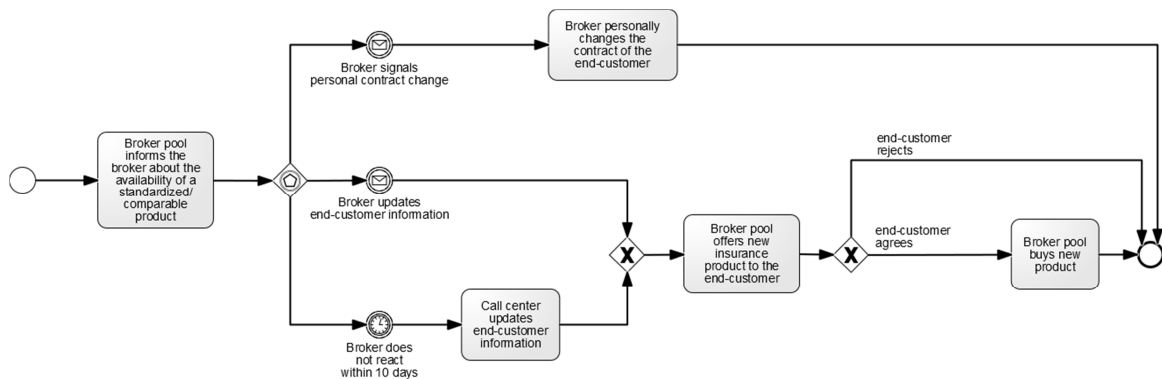 Broker personally
changes the
contract of the
end-customer
Broker signals
personal contract change
Broker pool
informs the
broker about the
availability of a
standardized/
comparable
product
Broker updates
end-customer information
end-customer
rejects
Broker pool
offers new
insurance
product to the
end-customer
end-customer
agrees
Broker pool
buys new
product
Call center
updates
end-customer
information
Broker does
not react
within 10 days